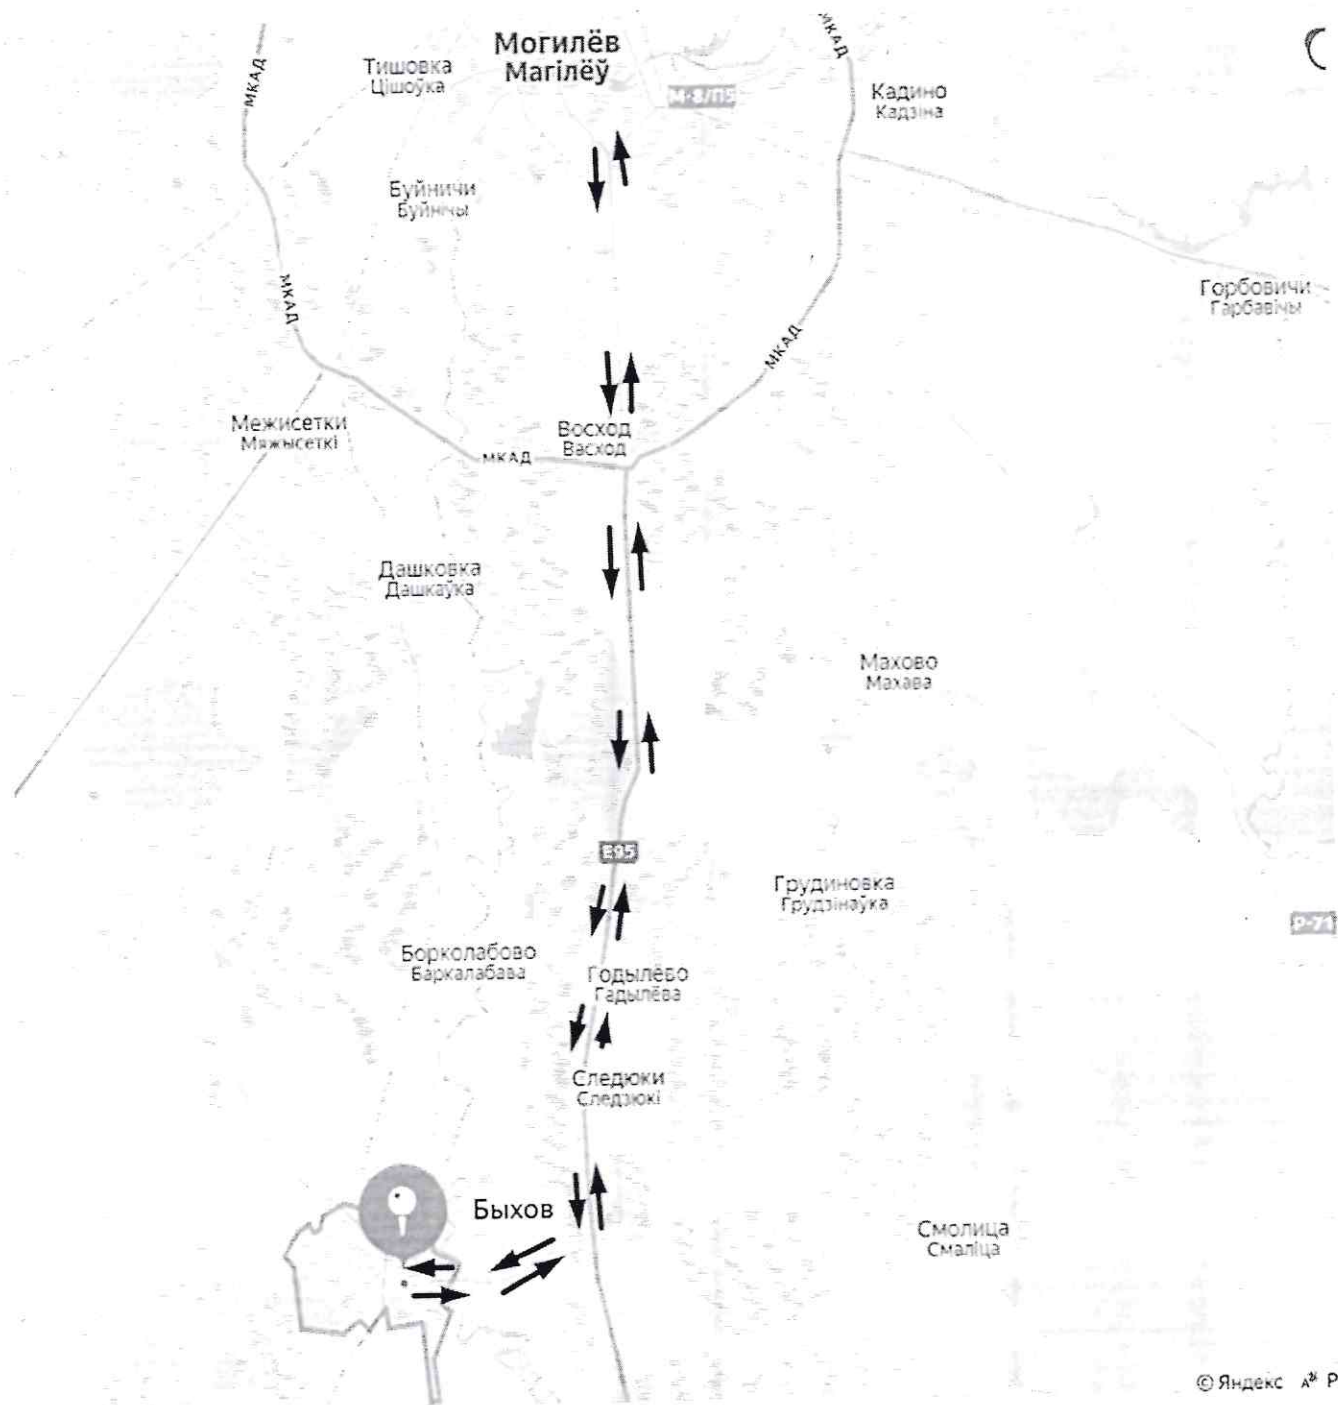 Могилёв
Магілёў
МКАД
МКАД
Тишовка
Цішоўка
М-8/П5
Кадино
Кадзіна
Буйничи
Буйнічы
МКАД
Горбовичи
Гарбавічы
МКАД
Межисетки
Мяжысеткі
Восход
Васход
МКАД
Дашковка
Дашкаўка
Махово
Махава
Е95
Грудиновка
Грудзінаўка
Р-71
Борколабово
Баркалабава
Годылёво
Гадылёва
Следюки
Следзюкі
Быхов
Смолица
Смаліца
© Яндекс